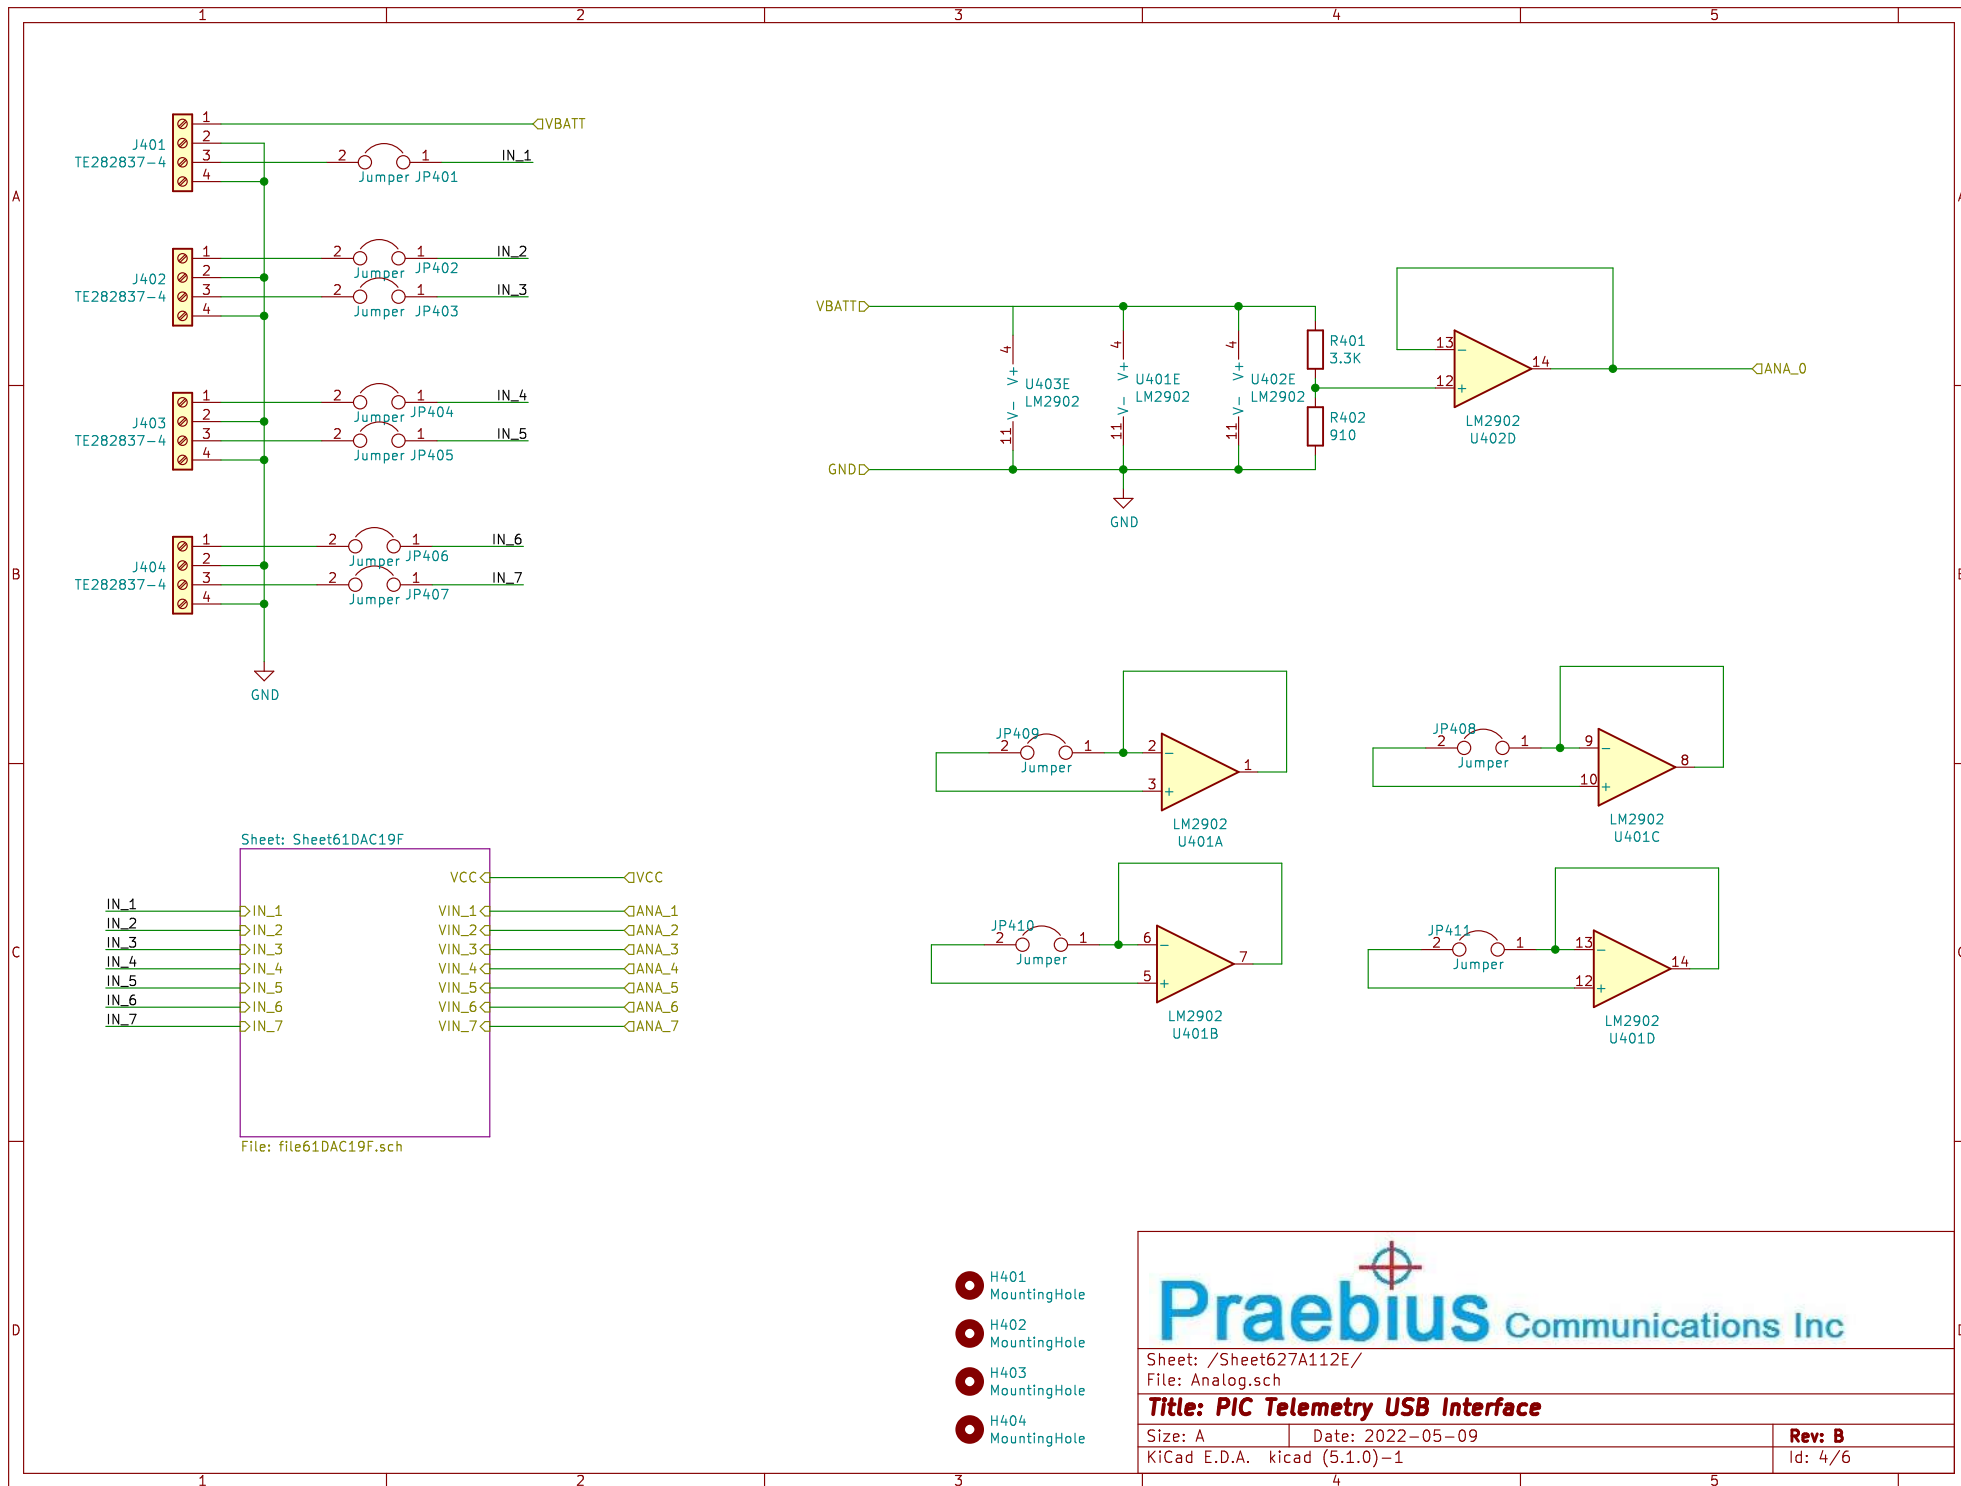 1 2 3 4 5
A
B
C
D
J401
TE282837-4
1
2
3
4
VBATT
2 1 IN_1
Jumper JP401
J402
TE282837-4
1
2
3
4
2 1 IN_2
Jumper JP402
2 1 IN_3
Jumper JP403
J403
TE282837-4
1
2
3
4
2 1 IN_4
Jumper JP404
2 1 IN_5
Jumper JP405
J404
TE282837-4
1
2
3
4
2 1 IN_6
Jumper JP406
2 1 IN_7
Jumper JP407
GND
VBATT
4 V+ V- 11
U403E
LM2902
4 V+ V- 11
U401E
LM2902
4 V+ V- 11
U402E
LM2902
R401
3.3K
R402
910
GND
GND
13 -
12 +
14
ANA_0
LM2902
U402D
JP409
2 1
Jumper
2 -
3 +
1
LM2902
U401A
JP408
2 1
Jumper
9 -
10 +
8
LM2902
U401C
JP410
2 1
Jumper
6 -
5 +
7
LM2902
U401B
JP411
2 1
Jumper
13 -
12 +
14
LM2902
U401D
Sheet: Sheet61DAC19F
VCC VCC
IN_1 IN_1 VIN_1 ANA_1
IN_2 IN_2 VIN_2 ANA_2
IN_3 IN_3 VIN_3 ANA_3
IN_4 IN_4 VIN_4 ANA_4
IN_5 IN_5 VIN_5 ANA_5
IN_6 IN_6 VIN_6 ANA_6
IN_7 IN_7 VIN_7 ANA_7
File: file61DAC19F.sch
H401
MountingHole
H402
MountingHole
H403
MountingHole
H404
MountingHole
Praebius Communications Inc
Sheet: /Sheet627A112E/
File: Analog.sch
Title: PIC Telemetry USB Interface
Size: A Date: 2022-05-09 Rev: B
KiCad E.D.A. kicad (5.1.0)-1 Id: 4/6
1 2 3 4 5